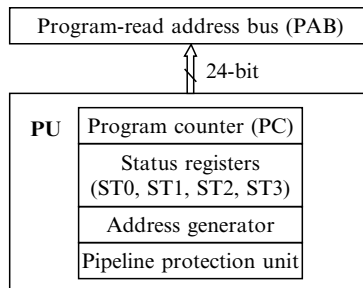 Program-read address bus (PAB)
24-bit
PU
Program counter (PC)
Status registers
(ST0, ST1, ST2, ST3)
Address generator
Pipeline protection unit